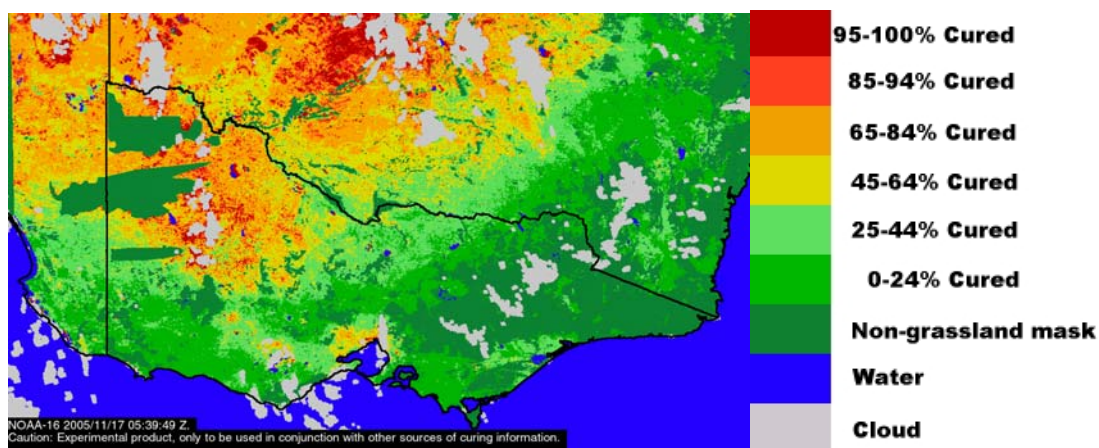 95-100% Cured
85-94% Cured
65-84% Cured
45-64% Cured
25-44% Cured
0-24% Cured
Non-grassland mask
Water
Cloud
NOAA-16 2005/11/17 05:39:49 Z.
Caution: Experimental product, only to be used in conjunction with other sources of curing information.